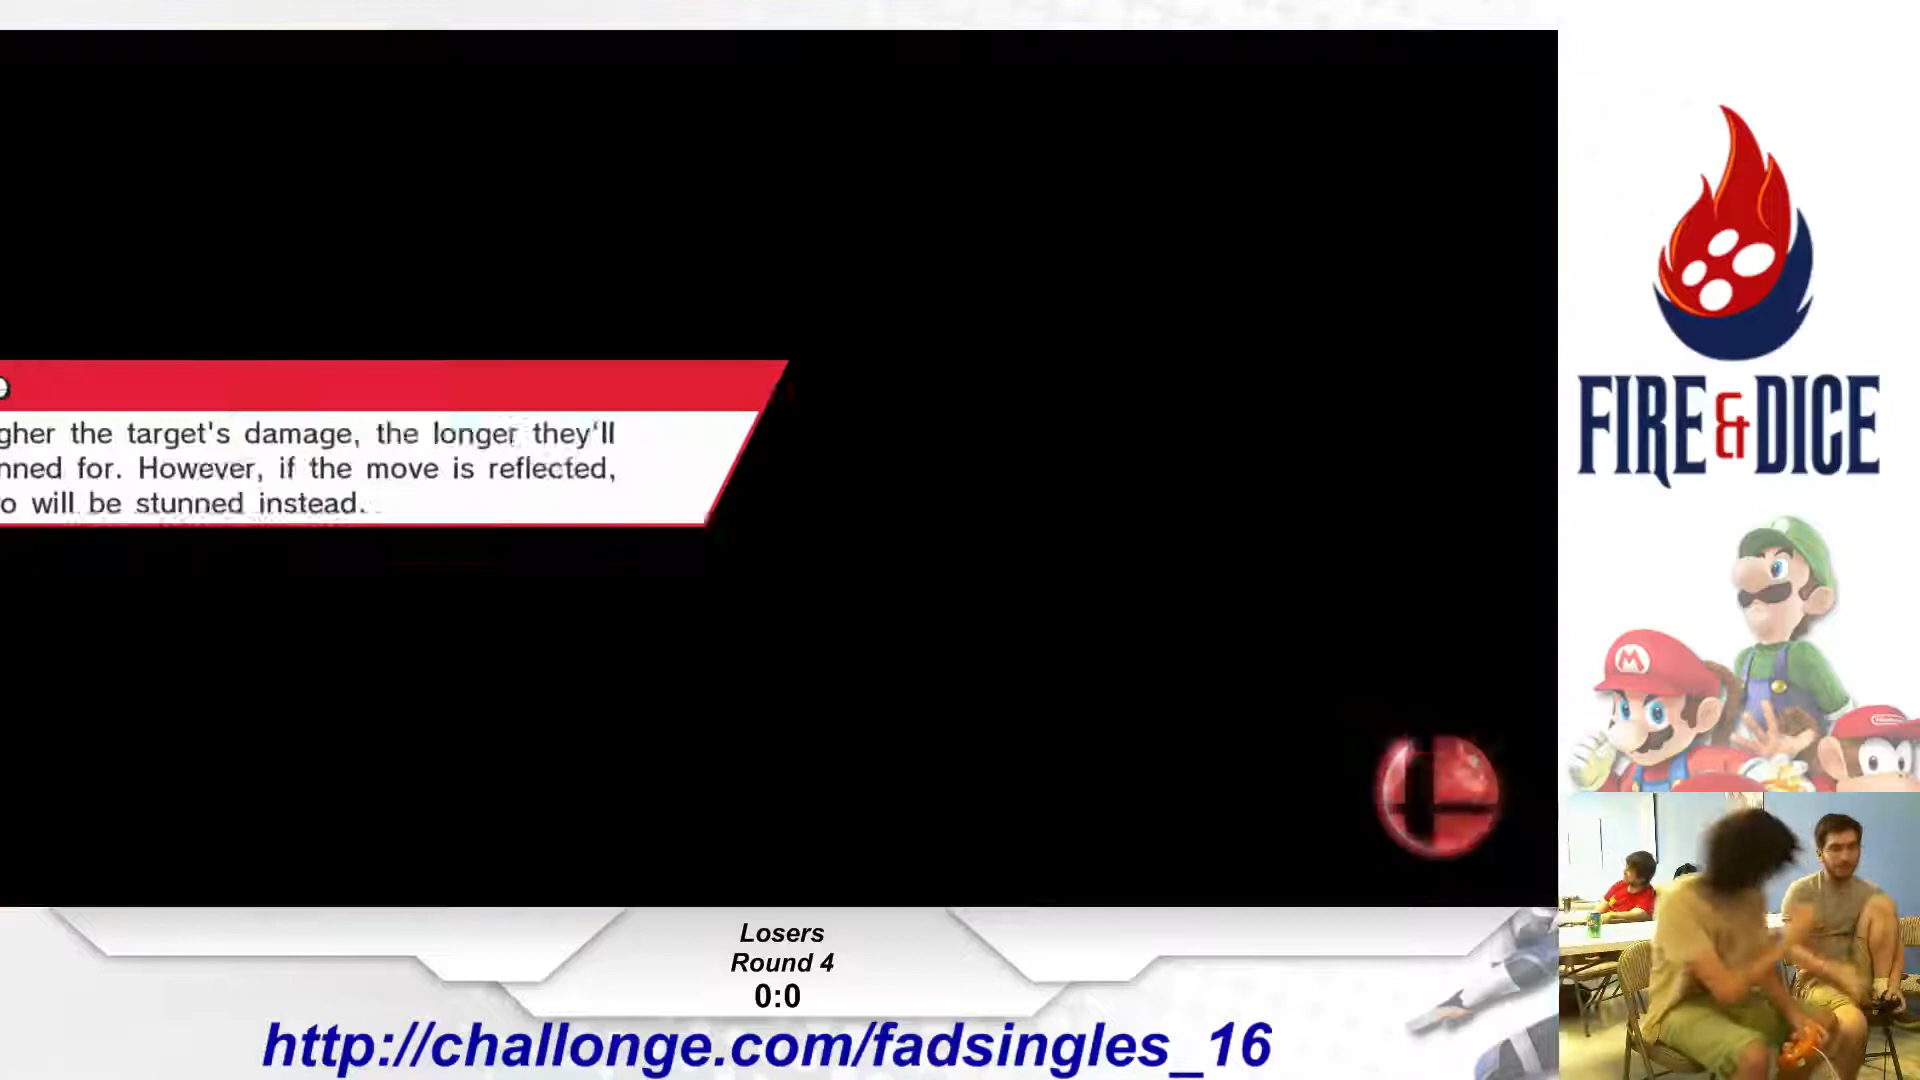 e
gher the target's damage, the longer they'll
nned for. However, if the move is reflected,
o will be stunned instead.
FIRE & DICE
M
Losers
Round 4
0:0
http://challonge.com/fadsingles_16